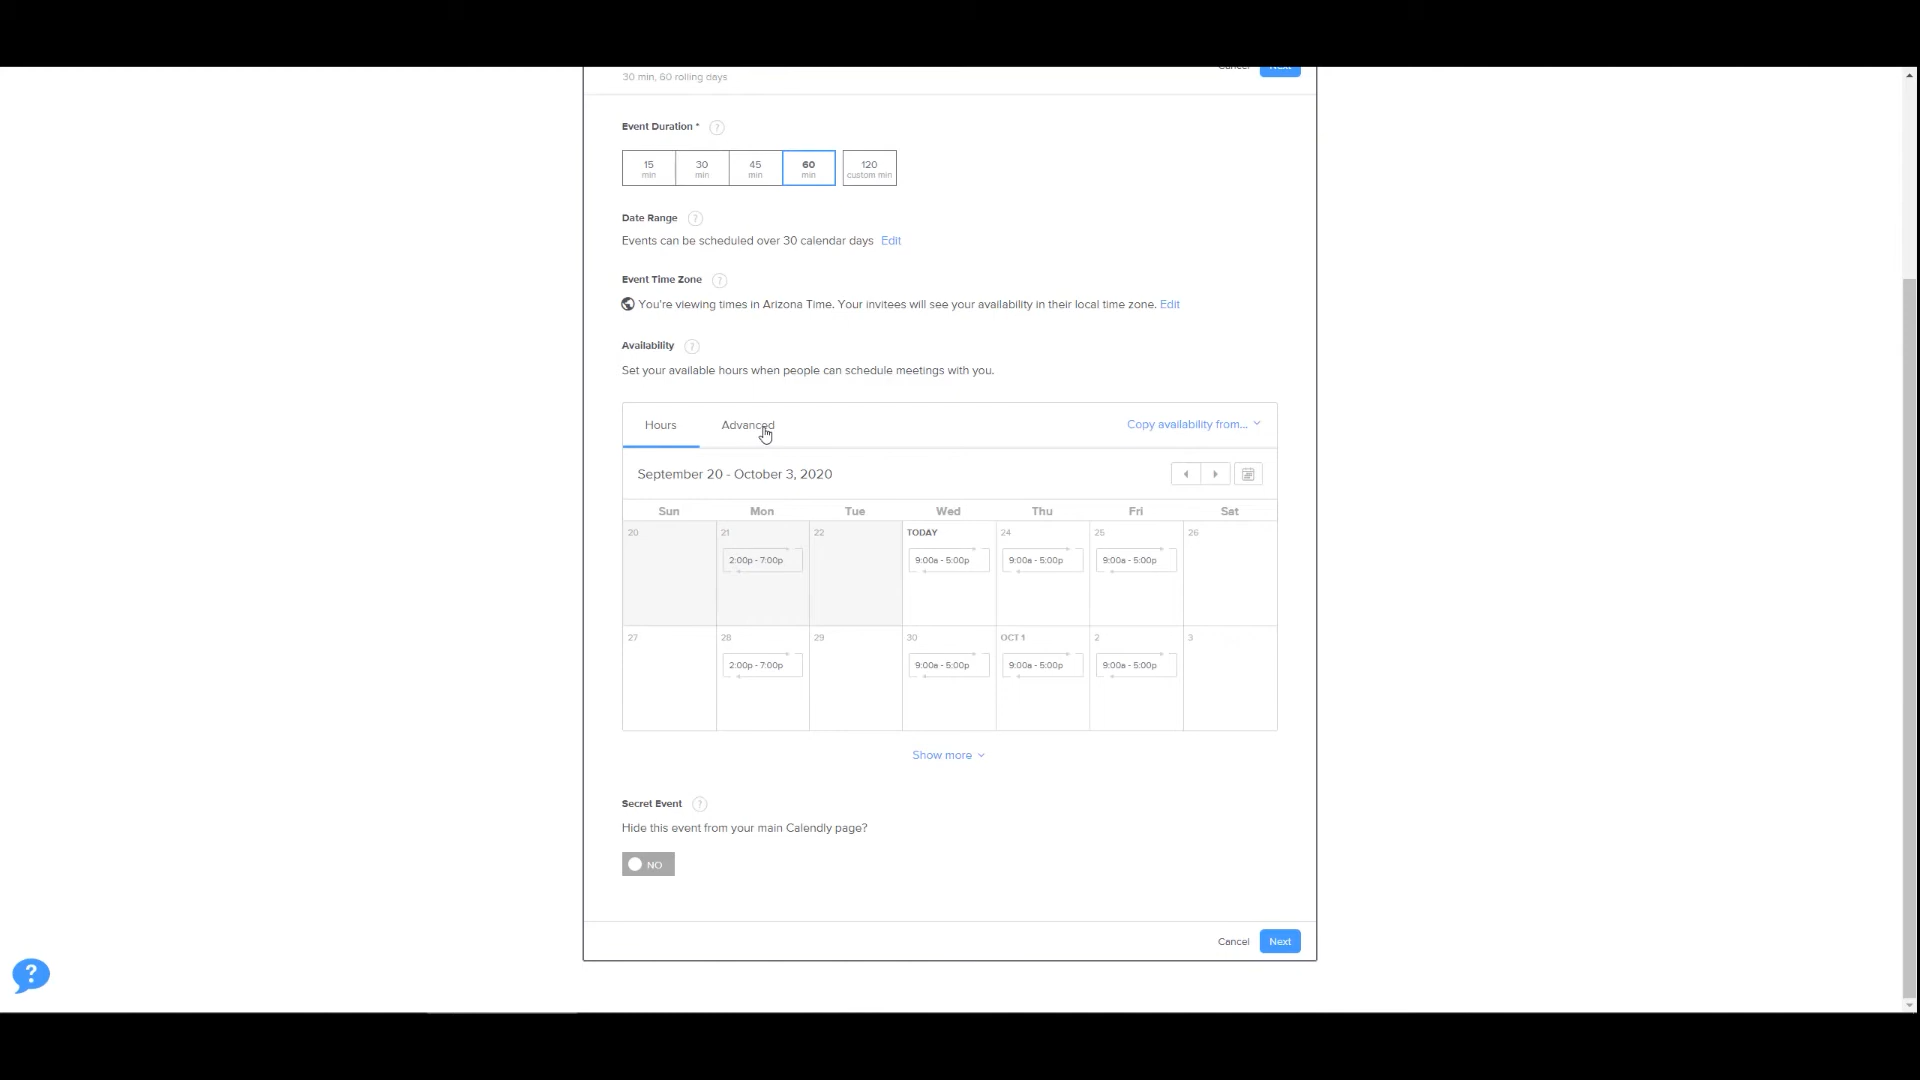 30 min, 60 rolling days
Cancel Next
Event Duration * ?
15 min 30 min 45 min 60 min 120 custom min
Date Range ?
Events can be scheduled over 30 calendar days Edit
Event Time Zone ?
You're viewing times in Arizona Time. Your invitees will see your availability in their local time zone. Edit
Availability ?
Set your available hours when people can schedule meetings with you.
Hours Advanced Copy availability from...
September 20 - October 3, 2020
Sun Mon Tue Wed Thu Fri Sat
20 21 22 TODAY 24 25 26
2:00p - 7:00p 9:00a - 5:00p 9:00a - 5:00p 9:00a - 5:00p
27 28 29 30 OCT 1 2 3
2:00p - 7:00p 9:00a - 5:00p 9:00a - 5:00p 9:00a - 5:00p
Show more
Secret Event ?
Hide this event from your main Calendly page?
NO
Cancel Next
?